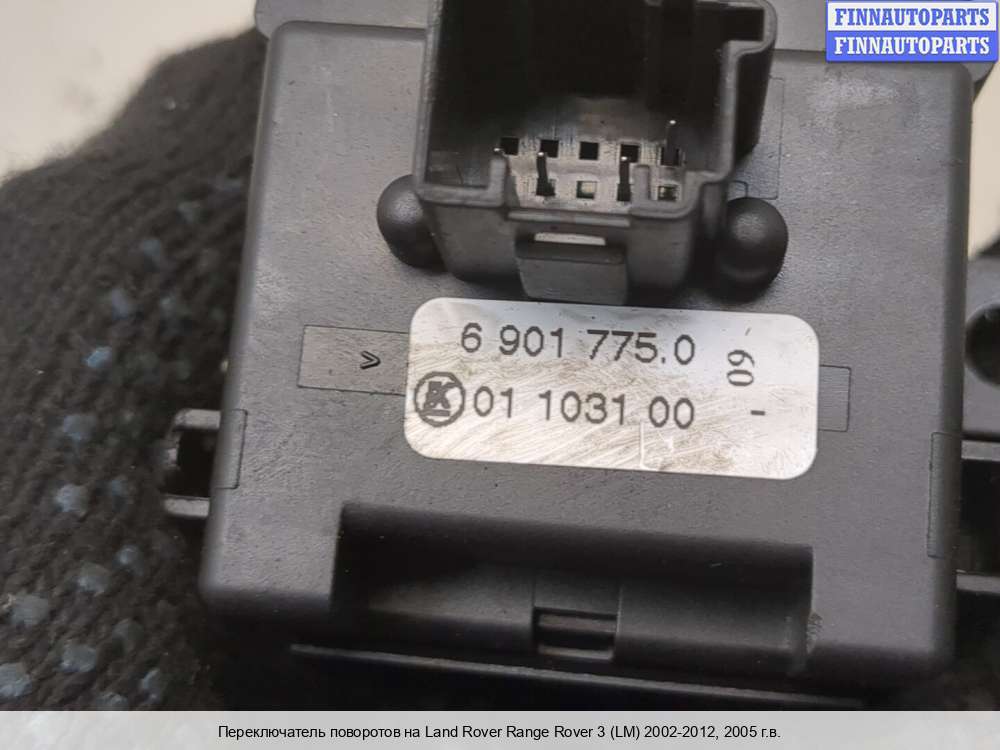 FINNAUTOPARTS
FINNAUTOPARTS
6 901 775.0
01 1031 00
09 -
Переключатель поворотов на Land Rover Range Rover 3 (LM) 2002-2012, 2005 г.в.